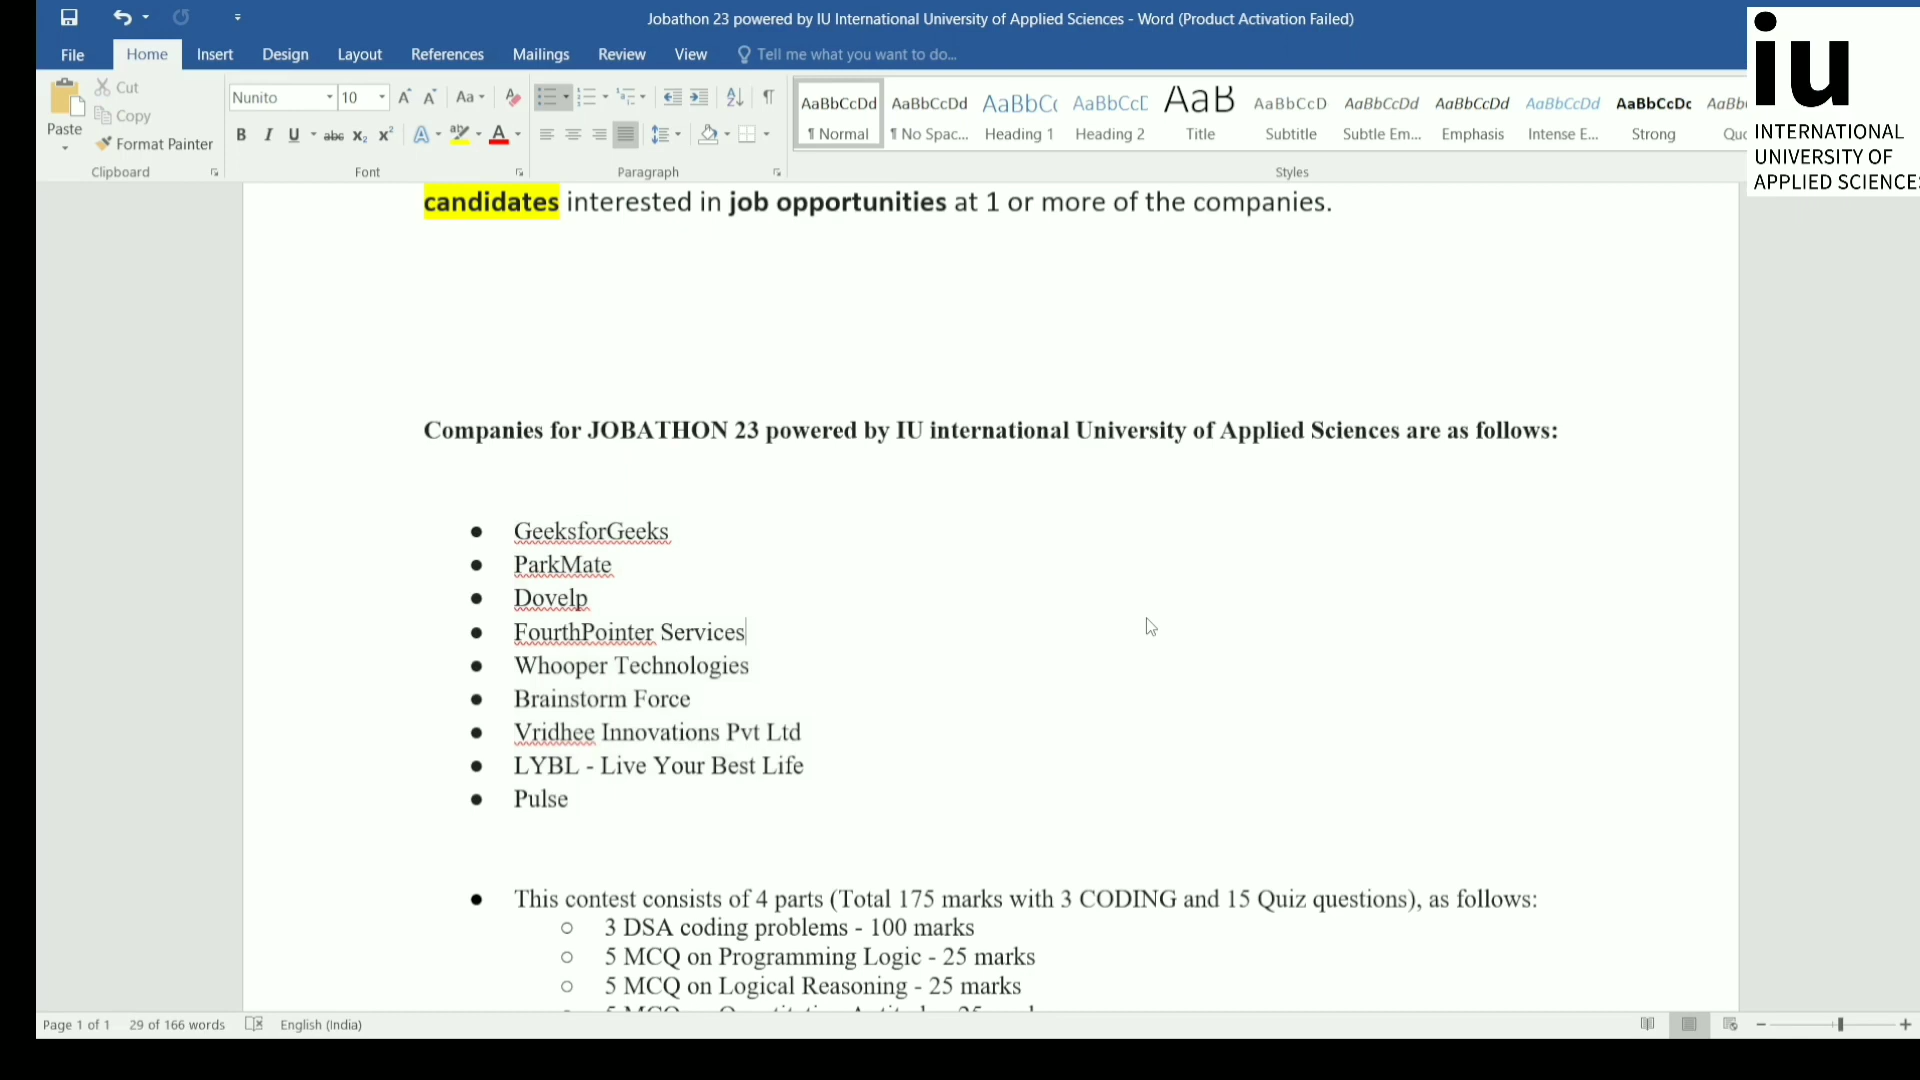 Jobathon 23 powered by IU International University of Applied Sciences - Word (Product Activation Failed)
File Home Insert Design Layout References Mailings Review View Tell me what you want to do...
Paste
Cut
Copy
Format Painter
Clipboard
Nunito 10
Font
Paragraph
AaBbCcDd AaBbCcDd AaBbC AaBbCcE AaB AaBbCcD AaBbCcDd AaBbCcDd AaBbCcDd AaBbCcDc AaBb
¶ Normal ¶ No Spac... Heading 1 Heading 2 Title Subtitle Subtle Em... Emphasis Intense E... Strong
Styles
iu
INTERNATIONAL
UNIVERSITY OF
APPLIED SCIENCE
candidates interested in job opportunities at 1 or more of the companies.
Companies for JOBATHON 23 powered by IU international University of Applied Sciences are as follows:
● GeeksforGeeks
● ParkMate
● Dovelp
● FourthPointer Services
● Whooper Technologies
● Brainstorm Force
● Vridhee Innovations Pvt Ltd
● LYBL - Live Your Best Life
● Pulse
● This contest consists of 4 parts (Total 175 marks with 3 CODING and 15 Quiz questions), as follows:
○ 3 DSA coding problems - 100 marks
○ 5 MCQ on Programming Logic - 25 marks
○ 5 MCQ on Logical Reasoning - 25 marks
Page 1 of 1 29 of 166 words English (India)